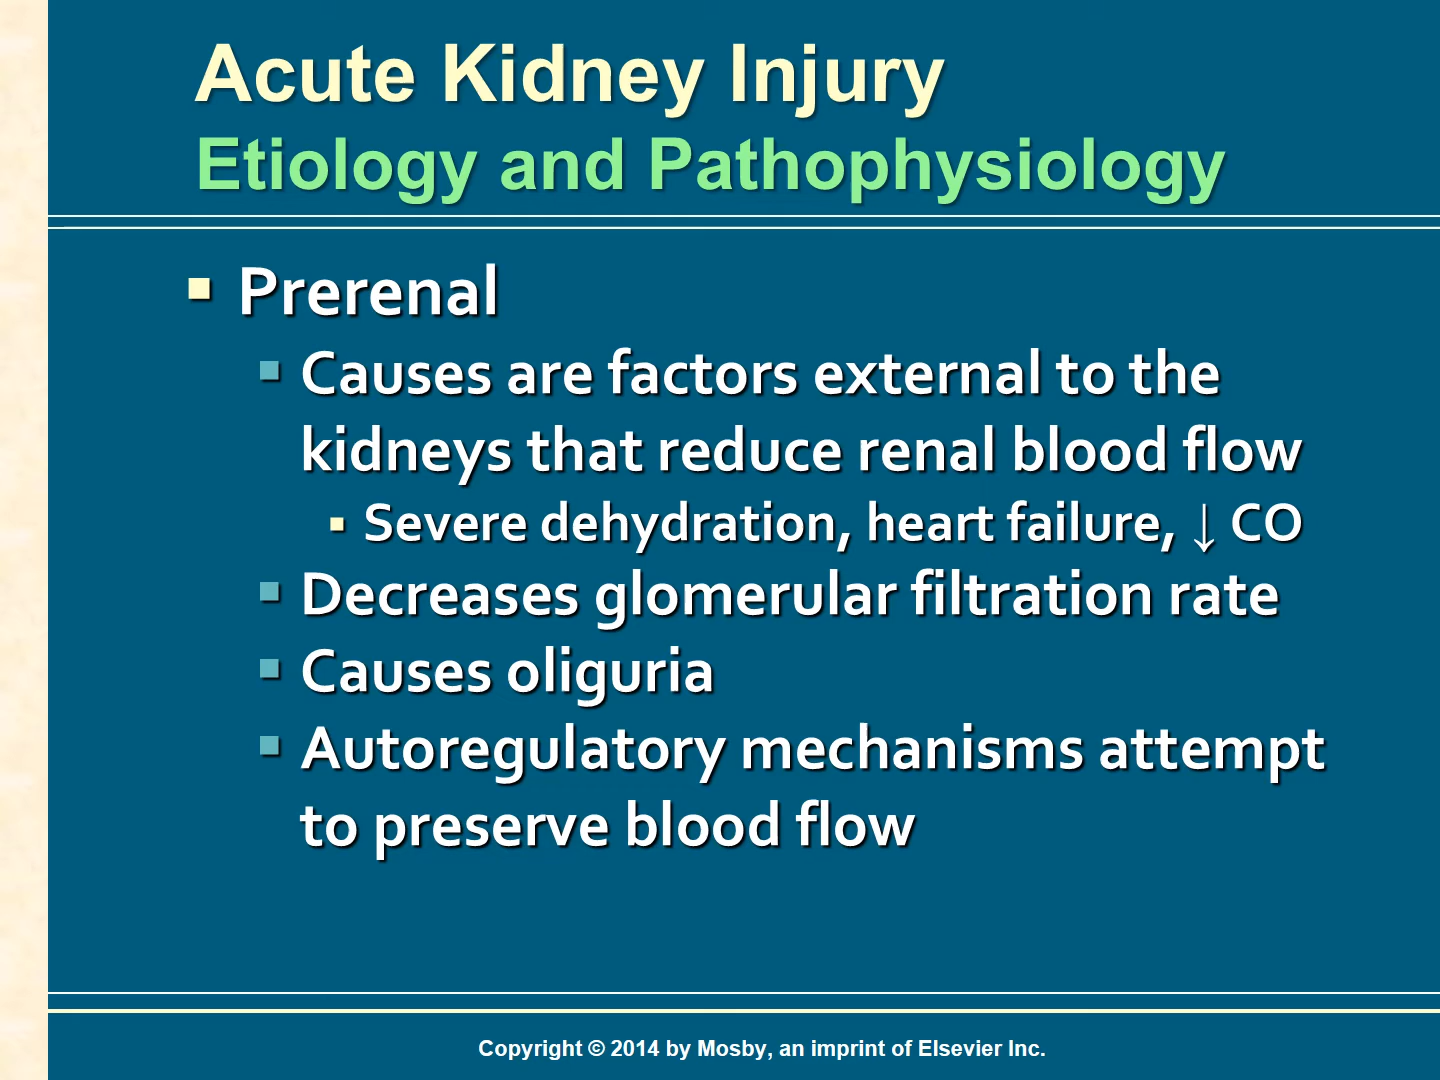 Acute Kidney Injury
Etiology and Pathophysiology
Prerenal
Causes are factors external to the
kidneys that reduce renal blood flow
Severe dehydration, heart failure, ↓ CO
Decreases glomerular filtration rate
Causes oliguria
Autoregulatory mechanisms attempt
to preserve blood flow
Copyright © 2014 by Mosby, an imprint of Elsevier Inc.